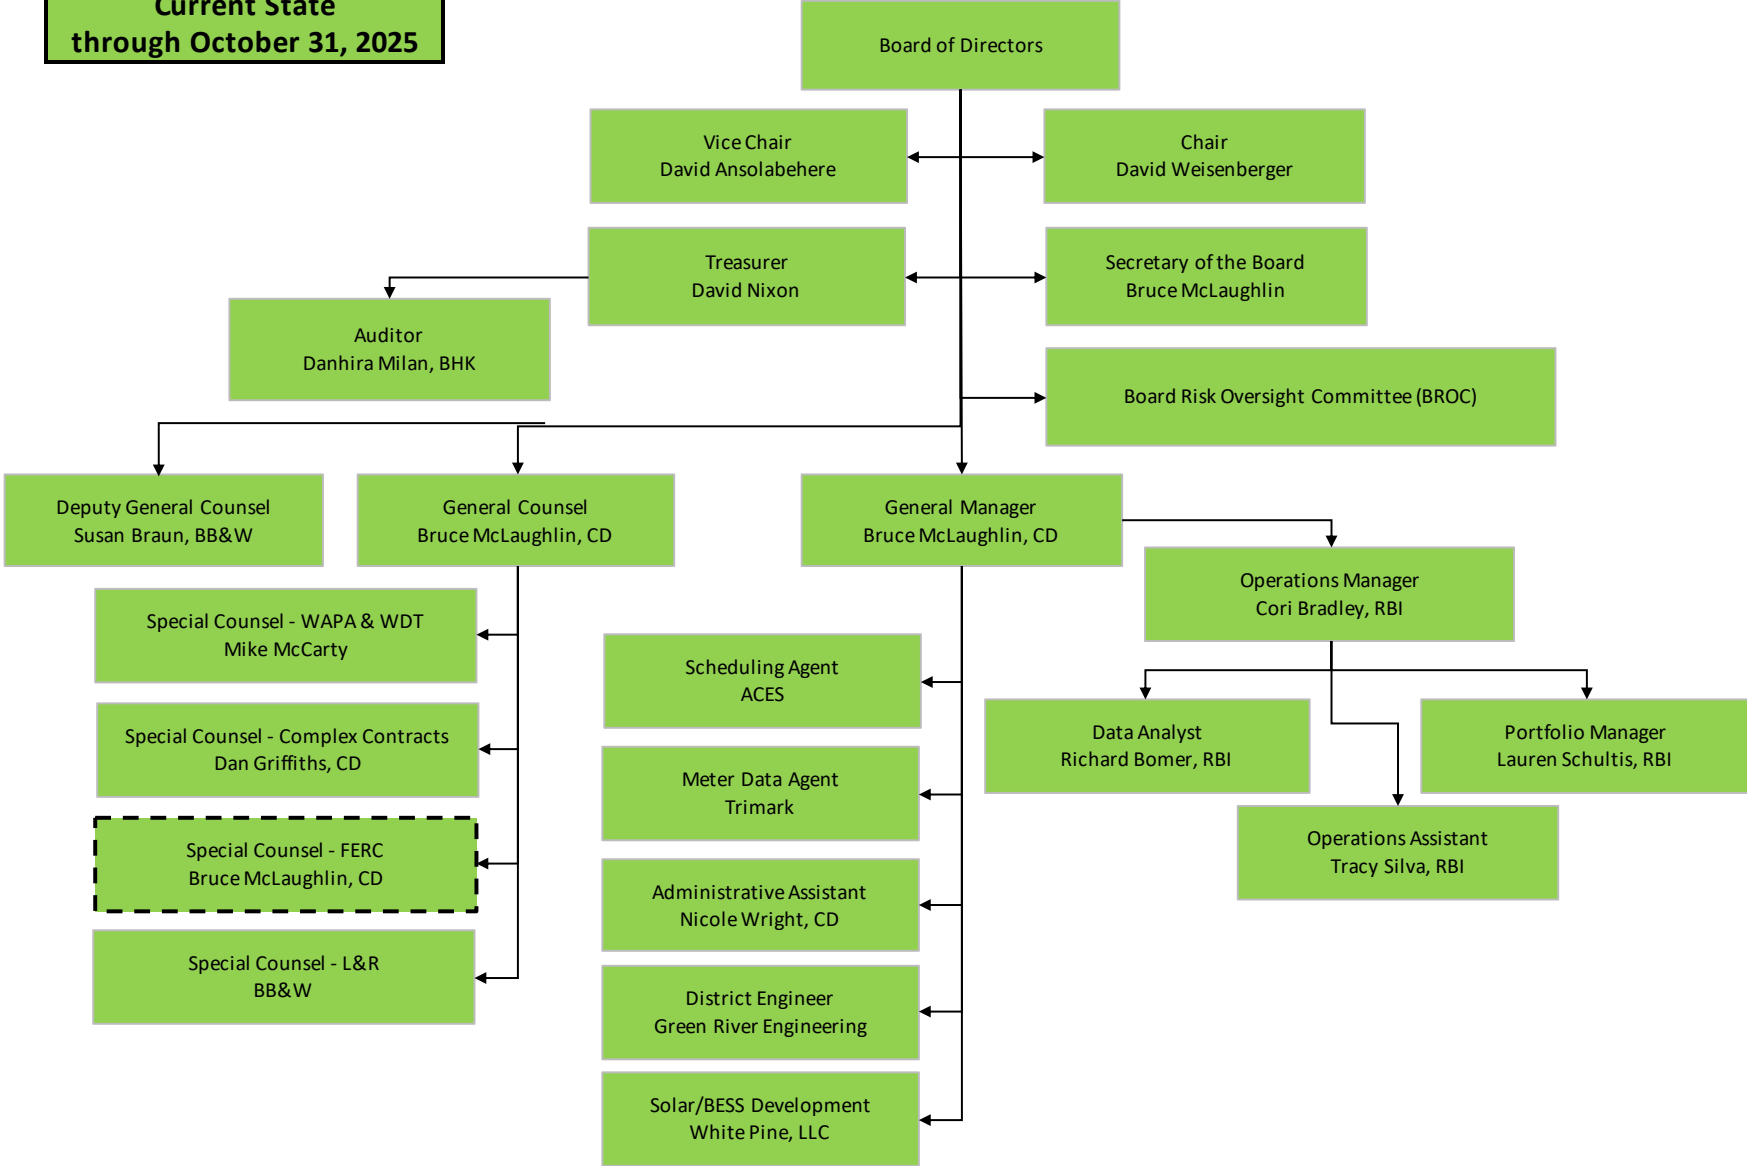 Current State
through October 31, 2025
Board of Directors
Vice Chair
David Ansolabehere
Chair
David Weisenberger
Treasurer
David Nixon
Secretary of the Board
Bruce McLaughlin
Auditor
Danhira Milan, BHK
Board Risk Oversight Committee (BROC)
Deputy General Counsel
Susan Braun, BB&W
General Counsel
Bruce McLaughlin, CD
General Manager
Bruce McLaughlin, CD
Operations Manager
Cori Bradley, RBI
Special Counsel - WAPA & WDT
Mike McCarty
Special Counsel - Complex Contracts
Dan Griffiths, CD
Special Counsel - FERC
Bruce McLaughlin, CD
Special Counsel - L&R
BB&W
Scheduling Agent
ACES
Meter Data Agent
Trimark
Administrative Assistant
Nicole Wright, CD
District Engineer
Green River Engineering
Solar/BESS Development
White Pine, LLC
Data Analyst
Richard Bomer, RBI
Portfolio Manager
Lauren Schultis, RBI
Operations Assistant
Tracy Silva, RBI